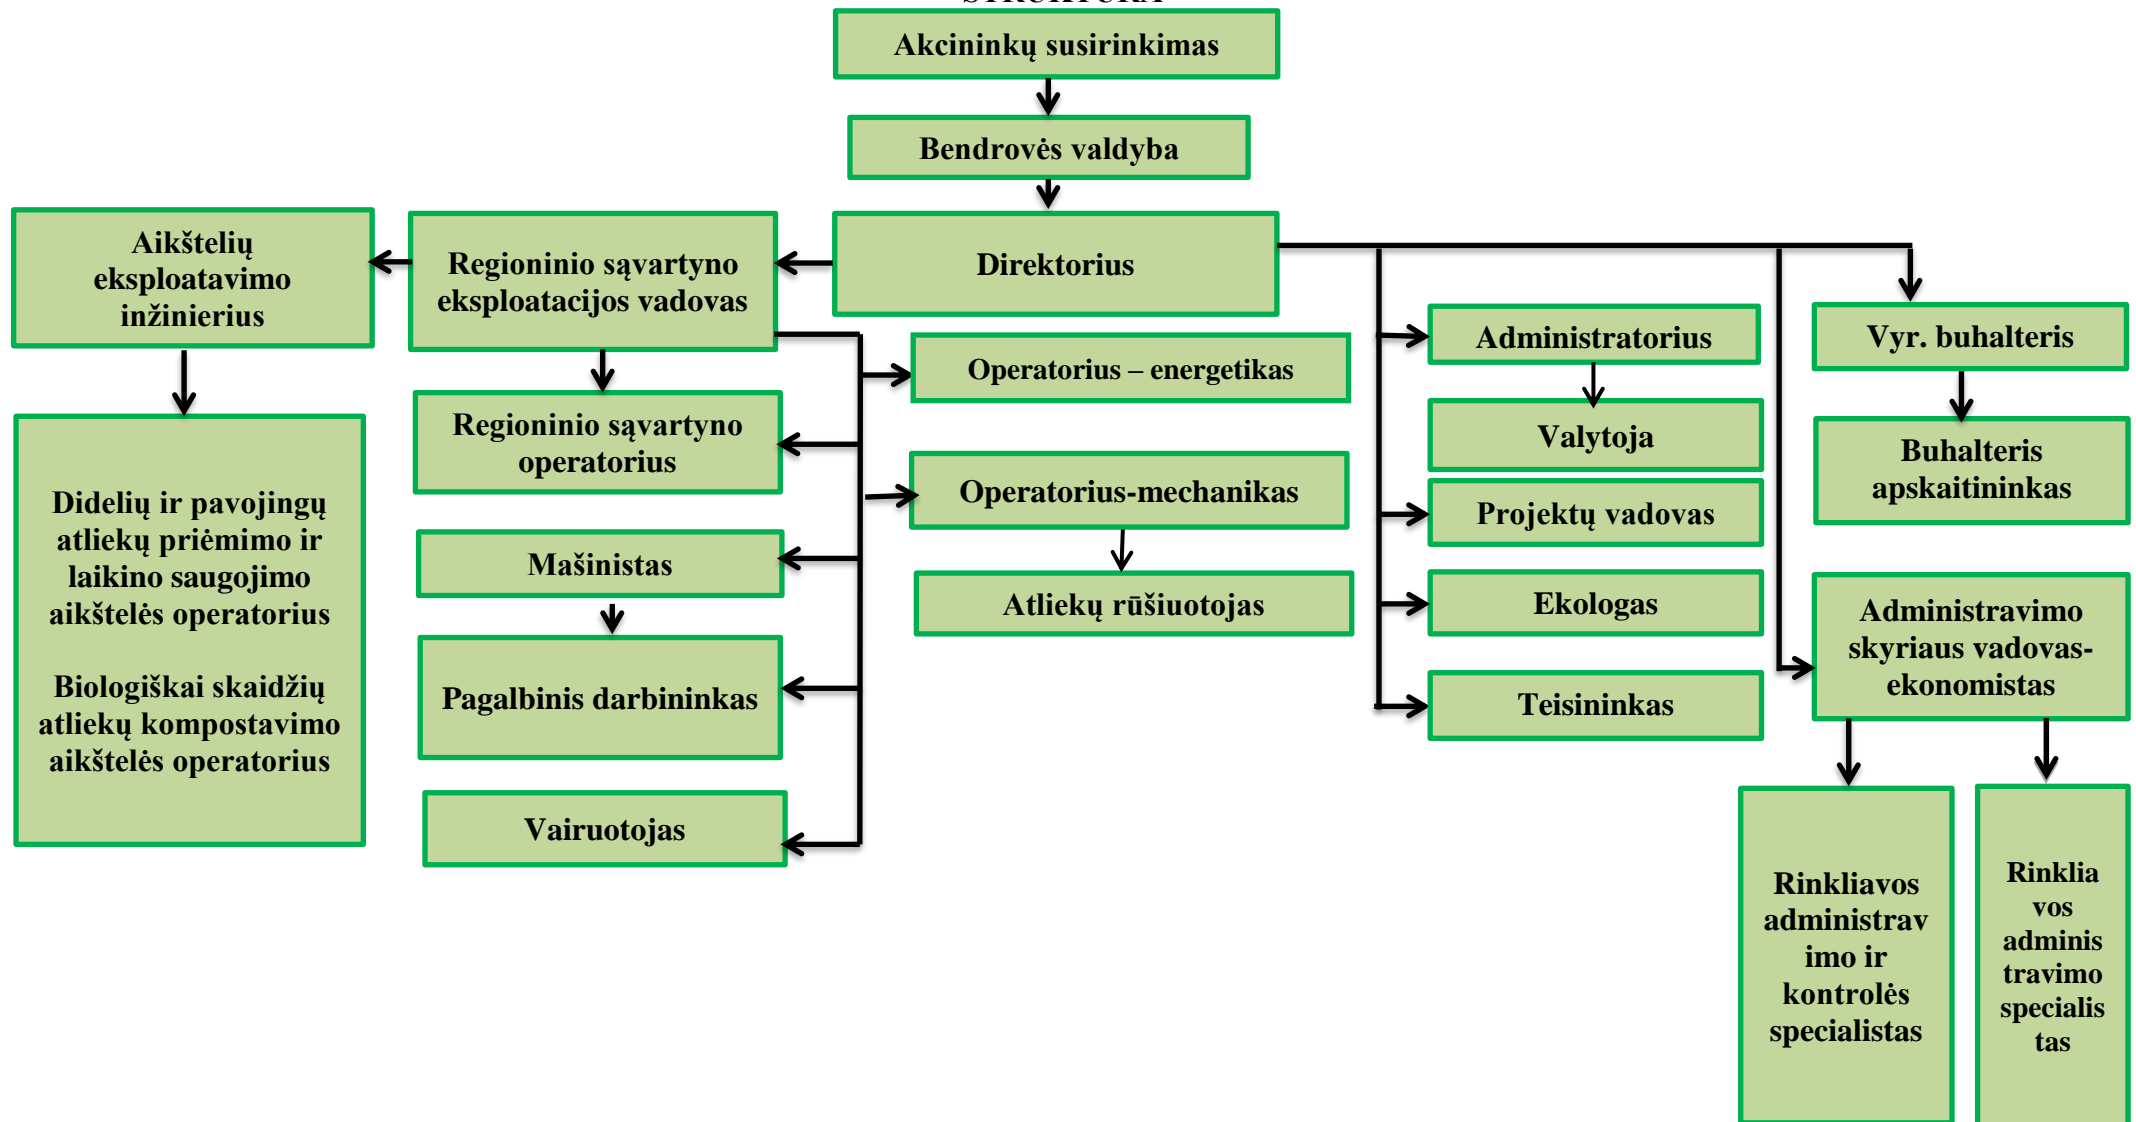 STRUKTŪRA
Akcininkų susirinkimas
Bendrovės valdyba
Direktorius
Regioninio sąvartyno
eksploatacijos vadovas
Aikštelių
eksploatavimo
inžinierius
Didelių ir pavojingų
atliekų priėmimo ir
laikino saugojimo
aikštelės operatorius
Biologiškai skaidžių
atliekų kompostavimo
aikštelės operatorius
Regioninio sąvartyno
operatorius
Mašinistas
Pagalbinis darbininkas
Vairuotojas
Operatorius – energetikas
Operatorius-mechanikas
Atliekų rūšiuotojas
Administratorius
Valytoja
Projektų vadovas
Ekologas
Teisininkas
Vyr. buhalteris
Buhalteris
apskaitininkas
Administravimo
skyriaus vadovas-
ekonomistas
Rinkliavos
administrav
imo ir
kontrolės
specialistas
Rinklia
vos
adminis
travimo
specialis
tas